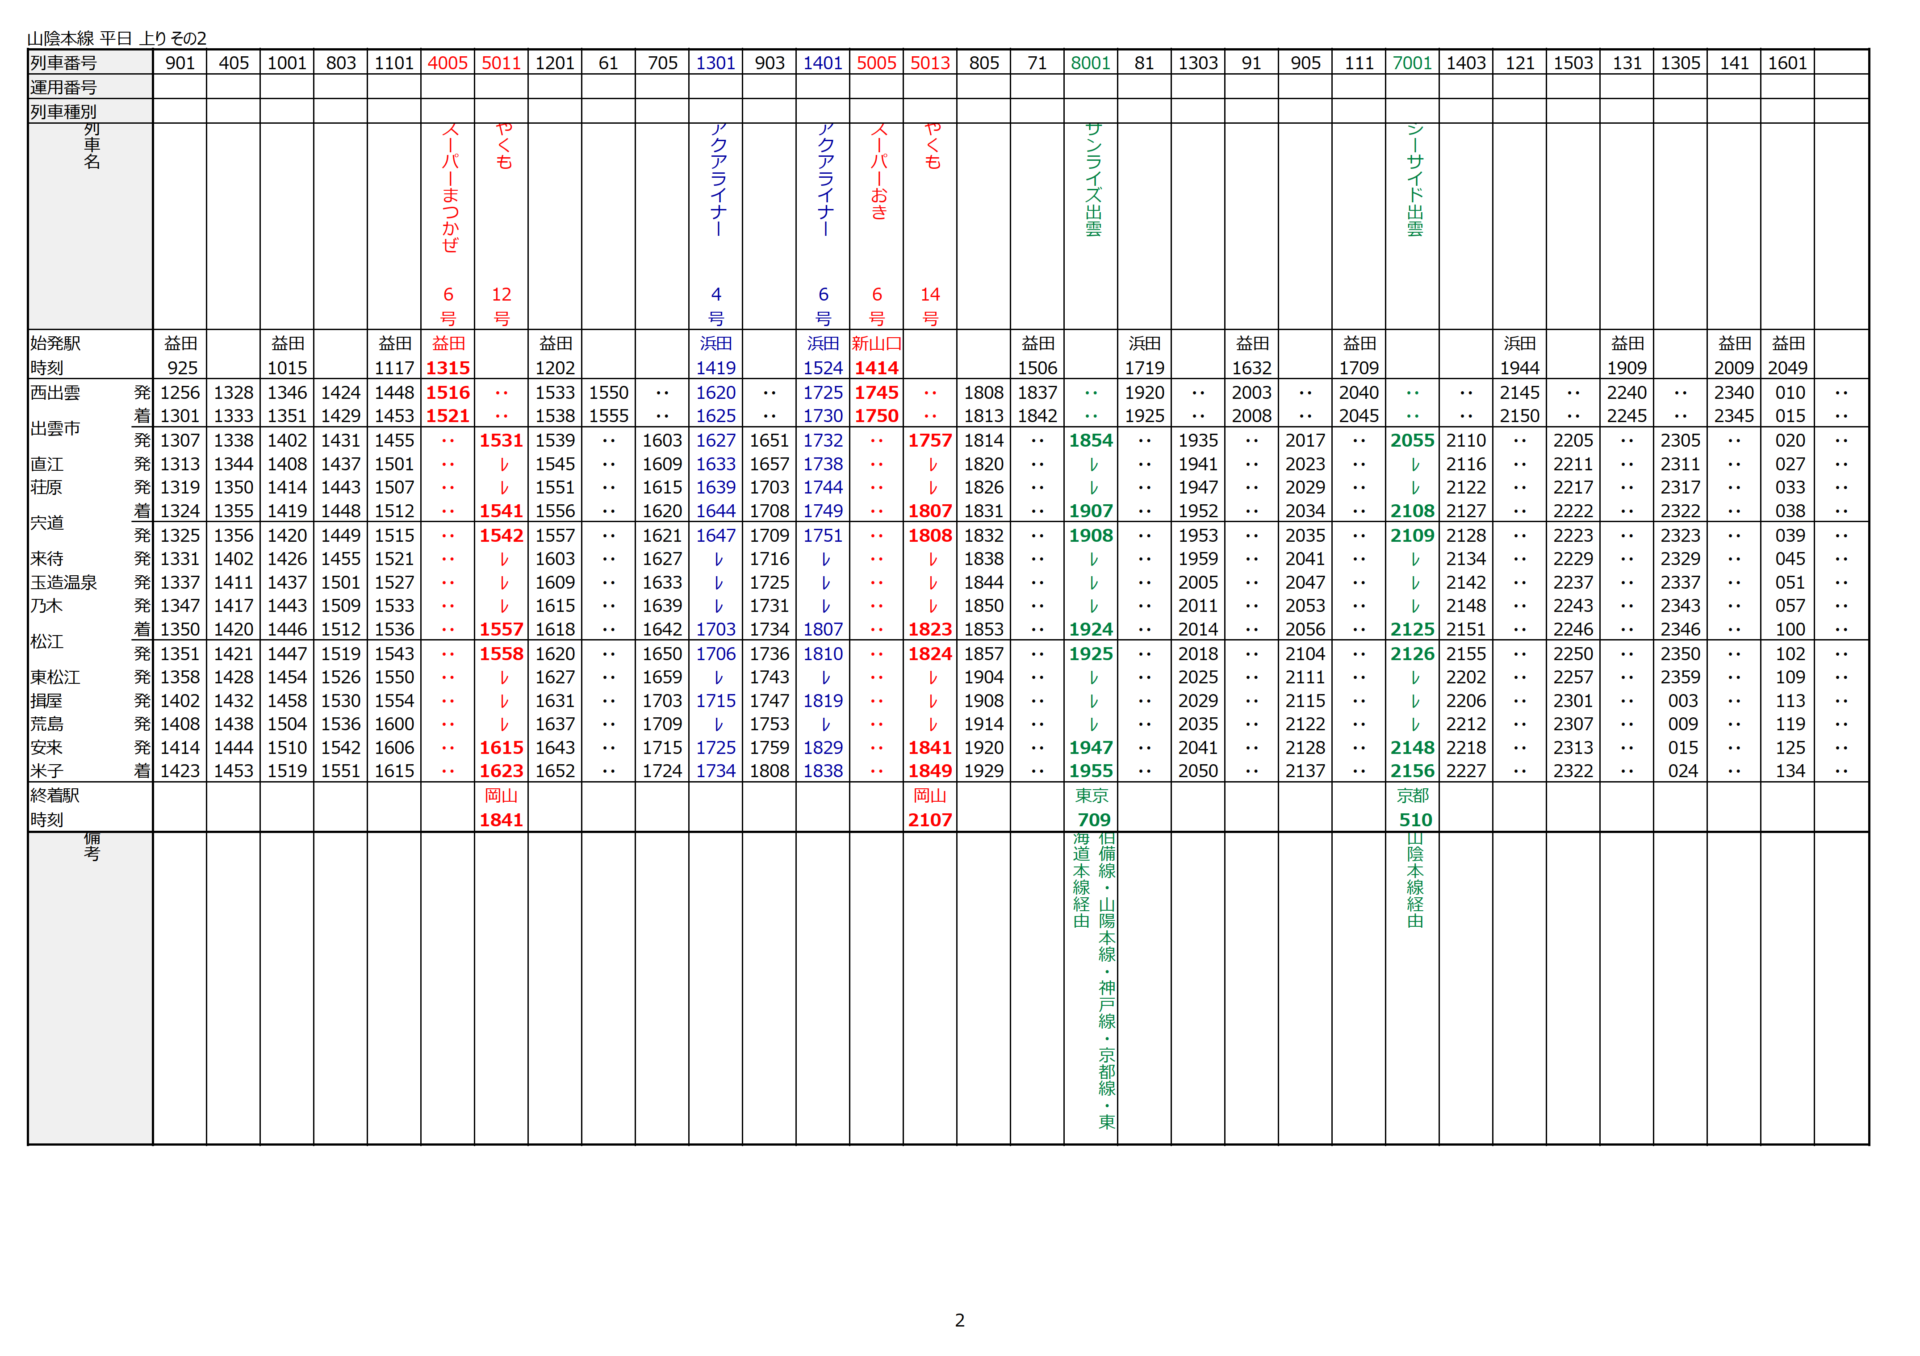 山陰本線 平日 上り その2
列車番号 901 405 1001 803 1101 4005 5011 1201 61 705 1301 903 1401 5005 5013 805 71 8001 81 1303 91 905 111 7001 1403 121 1503 131 1305 141 1601
運用番号
列車種別
列車名 スーパーまつかぜ やくも アクアライナー アクアライナー スーパーおき やくも サンライズ出雲 シーサイド出雲
6 12 4 6 6 14
号 号 号 号 号 号
始発駅 益田 益田 益田 益田 益田 浜田 浜田 新山口 益田 浜田 益田 益田 浜田 益田 益田 益田
時刻 925 1015 1117 1315 1202 1419 1524 1414 1506 1719 1632 1709 1944 1909 2009 2049
西出雲 発 1256 1328 1346 1424 1448 1516 ‥ 1533 1550 ‥ 1620 ‥ 1725 1745 ‥ 1808 1837 ‥ 1920 ‥ 2003 ‥ 2040 ‥ ‥ 2145 ‥ 2240 ‥ 2340 010 ‥
出雲市 着 1301 1333 1351 1429 1453 1521 ‥ 1538 1555 ‥ 1625 ‥ 1730 1750 ‥ 1813 1842 ‥ 1925 ‥ 2008 ‥ 2045 ‥ ‥ 2150 ‥ 2245 ‥ 2345 015 ‥
発 1307 1338 1402 1431 1455 ‥ 1531 1539 ‥ 1603 1627 1651 1732 ‥ 1757 1814 ‥ 1854 ‥ 1935 ‥ 2017 ‥ 2055 2110 ‥ 2205 ‥ 2305 ‥ 020 ‥
直江 発 1313 1344 1408 1437 1501 ‥ レ 1545 ‥ 1609 1633 1657 1738 ‥ レ 1820 ‥ レ ‥ 1941 ‥ 2023 ‥ レ 2116 ‥ 2211 ‥ 2311 ‥ 027 ‥
荘原 発 1319 1350 1414 1443 1507 ‥ レ 1551 ‥ 1615 1639 1703 1744 ‥ レ 1826 ‥ レ ‥ 1947 ‥ 2029 ‥ レ 2122 ‥ 2217 ‥ 2317 ‥ 033 ‥
宍道 着 1324 1355 1419 1448 1512 ‥ 1541 1556 ‥ 1620 1644 1708 1749 ‥ 1807 1831 ‥ 1907 ‥ 1952 ‥ 2034 ‥ 2108 2127 ‥ 2222 ‥ 2322 ‥ 038 ‥
発 1325 1356 1420 1449 1515 ‥ 1542 1557 ‥ 1621 1647 1709 1751 ‥ 1808 1832 ‥ 1908 ‥ 1953 ‥ 2035 ‥ 2109 2128 ‥ 2223 ‥ 2323 ‥ 039 ‥
来待 発 1331 1402 1426 1455 1521 ‥ レ 1603 ‥ 1627 レ 1716 レ ‥ レ 1838 ‥ レ ‥ 1959 ‥ 2041 ‥ レ 2134 ‥ 2229 ‥ 2329 ‥ 045 ‥
玉造温泉 発 1337 1411 1437 1501 1527 ‥ レ 1609 ‥ 1633 レ 1725 レ ‥ レ 1844 ‥ レ ‥ 2005 ‥ 2047 ‥ レ 2142 ‥ 2237 ‥ 2337 ‥ 051 ‥
乃木 発 1347 1417 1443 1509 1533 ‥ レ 1615 ‥ 1639 レ 1731 レ ‥ レ 1850 ‥ レ ‥ 2011 ‥ 2053 ‥ レ 2148 ‥ 2243 ‥ 2343 ‥ 057 ‥
松江 着 1350 1420 1446 1512 1536 ‥ 1557 1618 ‥ 1642 1703 1734 1807 ‥ 1823 1853 ‥ 1924 ‥ 2014 ‥ 2056 ‥ 2125 2151 ‥ 2246 ‥ 2346 ‥ 100 ‥
発 1351 1421 1447 1519 1543 ‥ 1558 1620 ‥ 1650 1706 1736 1810 ‥ 1824 1857 ‥ 1925 ‥ 2018 ‥ 2104 ‥ 2126 2155 ‥ 2250 ‥ 2350 ‥ 102 ‥
東松江 発 1358 1428 1454 1526 1550 ‥ レ 1627 ‥ 1659 レ 1743 レ ‥ レ 1904 ‥ レ ‥ 2025 ‥ 2111 ‥ レ 2202 ‥ 2257 ‥ 2359 ‥ 109 ‥
揖屋 発 1402 1432 1458 1530 1554 ‥ レ 1631 ‥ 1703 1715 1747 1819 ‥ レ 1908 ‥ レ ‥ 2029 ‥ 2115 ‥ レ 2206 ‥ 2301 ‥ 003 ‥ 113 ‥
荒島 発 1408 1438 1504 1536 1600 ‥ レ 1637 ‥ 1709 レ 1753 レ ‥ レ 1914 ‥ レ ‥ 2035 ‥ 2122 ‥ レ 2212 ‥ 2307 ‥ 009 ‥ 119 ‥
安来 発 1414 1444 1510 1542 1606 ‥ 1615 1643 ‥ 1715 1725 1759 1829 ‥ 1841 1920 ‥ 1947 ‥ 2041 ‥ 2128 ‥ 2148 2218 ‥ 2313 ‥ 015 ‥ 125 ‥
米子 着 1423 1453 1519 1551 1615 ‥ 1623 1652 ‥ 1724 1734 1808 1838 ‥ 1849 1929 ‥ 1955 ‥ 2050 ‥ 2137 ‥ 2156 2227 ‥ 2322 ‥ 024 ‥ 134 ‥
終着駅 岡山 岡山 東京 京都
時刻 1841 2107 709 510
備考
伯備線・山陽本線・神戸線・京都線・東
海道本線経由
山陰本線経由
2